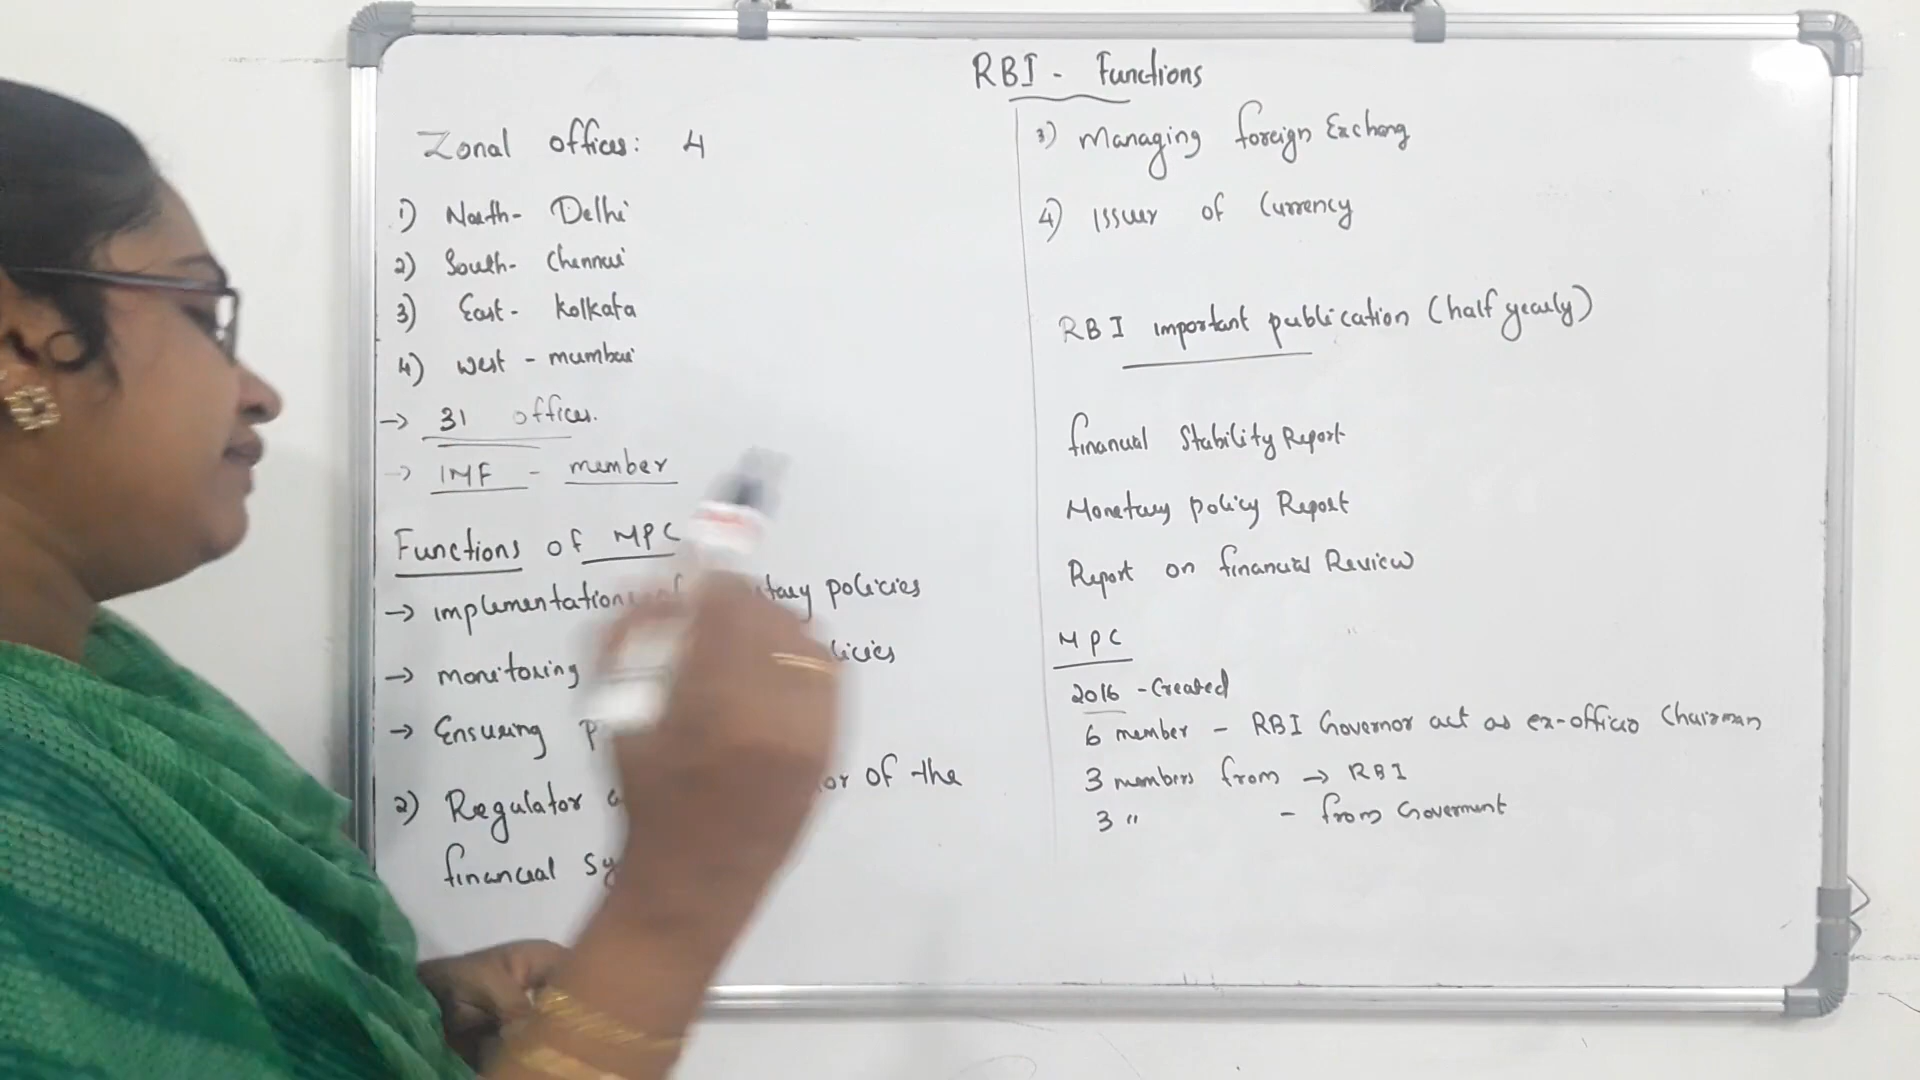 RBI - Functions
Zonal offices: 4
1) North- Delhi
2) South- Chennai
3) East- Kolkata
4) west - mumbai
→ 31 offices.
→ IMF - member
Functions of MPC
→ implementation policies
→ monitoring
→ Ensuring
2) Regulator of the
financial
3) Managing foreign Exchang
4) Issuer of Currency
RBI important publication (half yearly)
financial Stability Report
Monetary policy Report
Report on financial Review
MPC
2016 - Created
6 member - RBI Governor act as ex-officio Chairman
3 members from → RBI
3 " - from Goverment